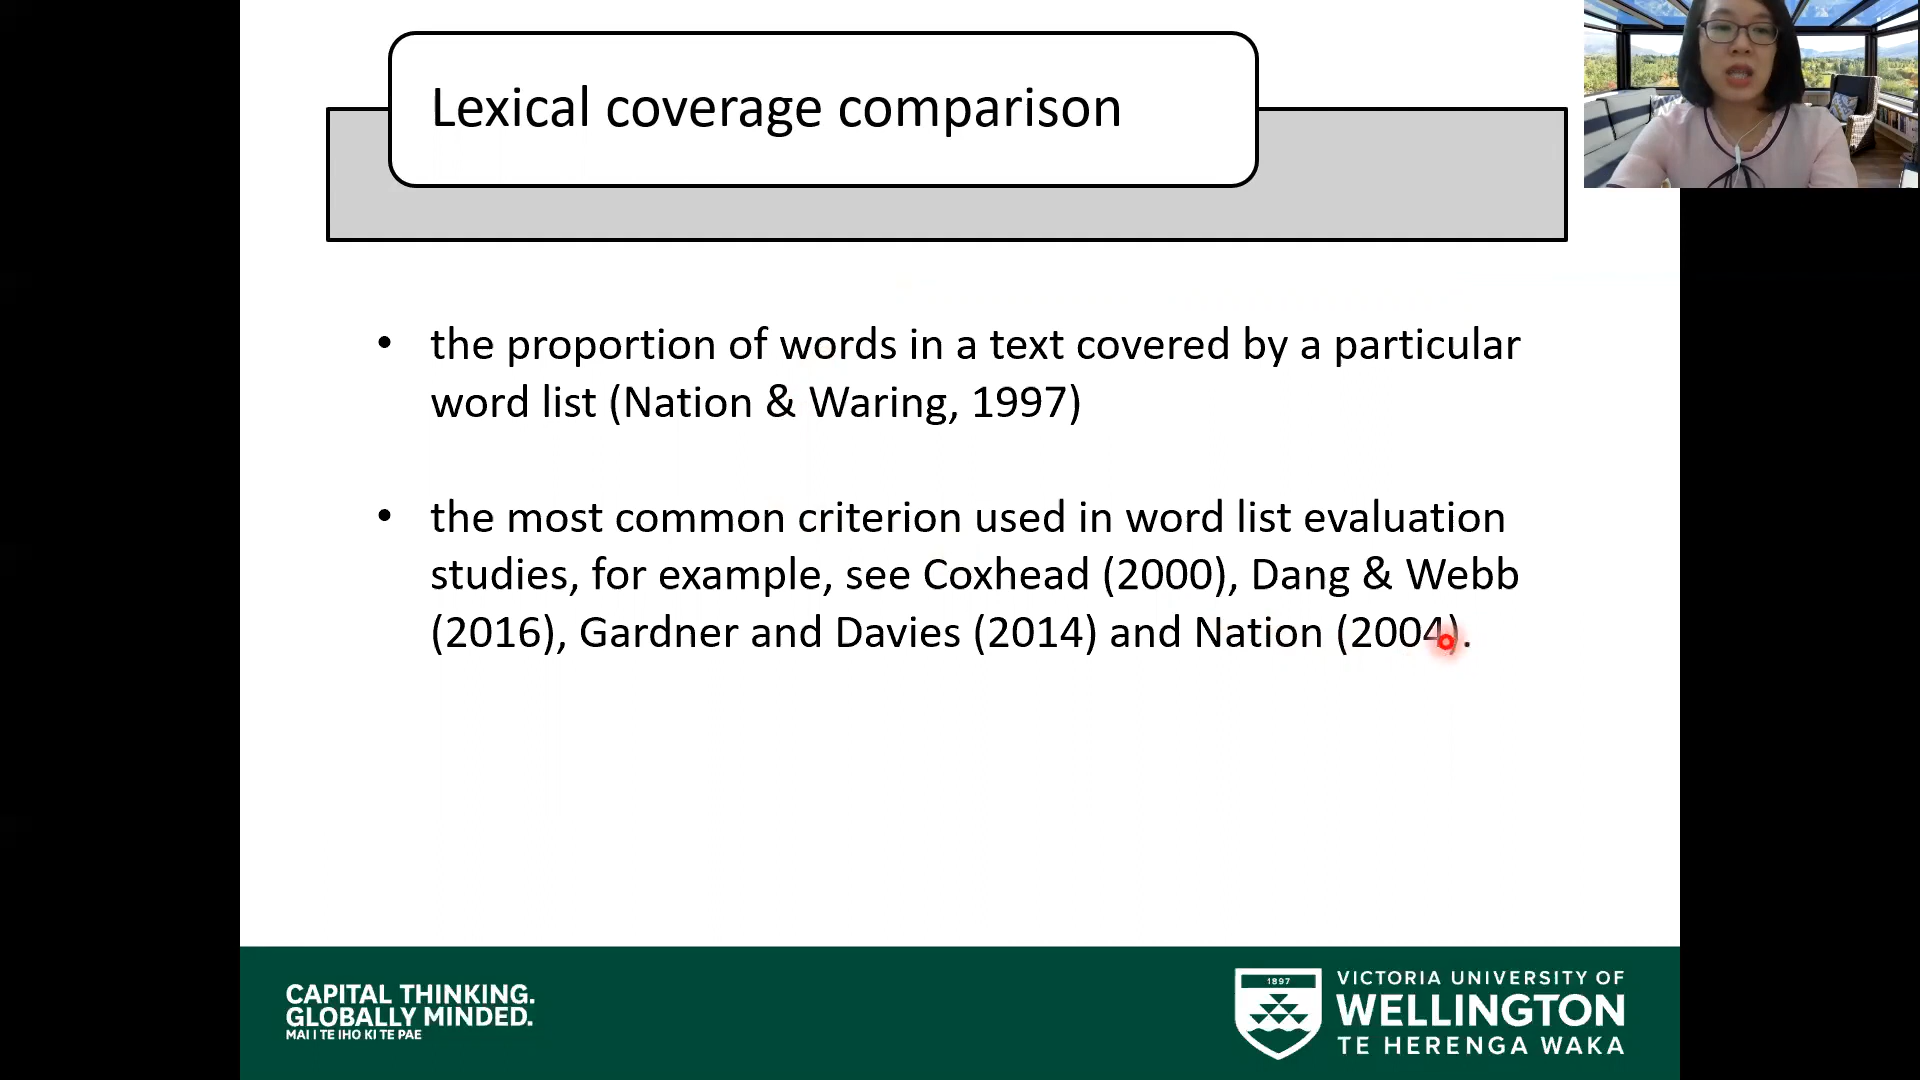 Lexical coverage comparison
• the proportion of words in a text covered by a particular
word list (Nation & Waring, 1997)
• the most common criterion used in word list evaluation
studies, for example, see Coxhead (2000), Dang & Webb
(2016), Gardner and Davies (2014) and Nation (2004).
CAPITAL THINKING.
GLOBALLY MINDED.
MAI I TE IHO KI TE PAE
1897
VICTORIA UNIVERSITY OF
WELLINGTON
TE HERENGA WAKA